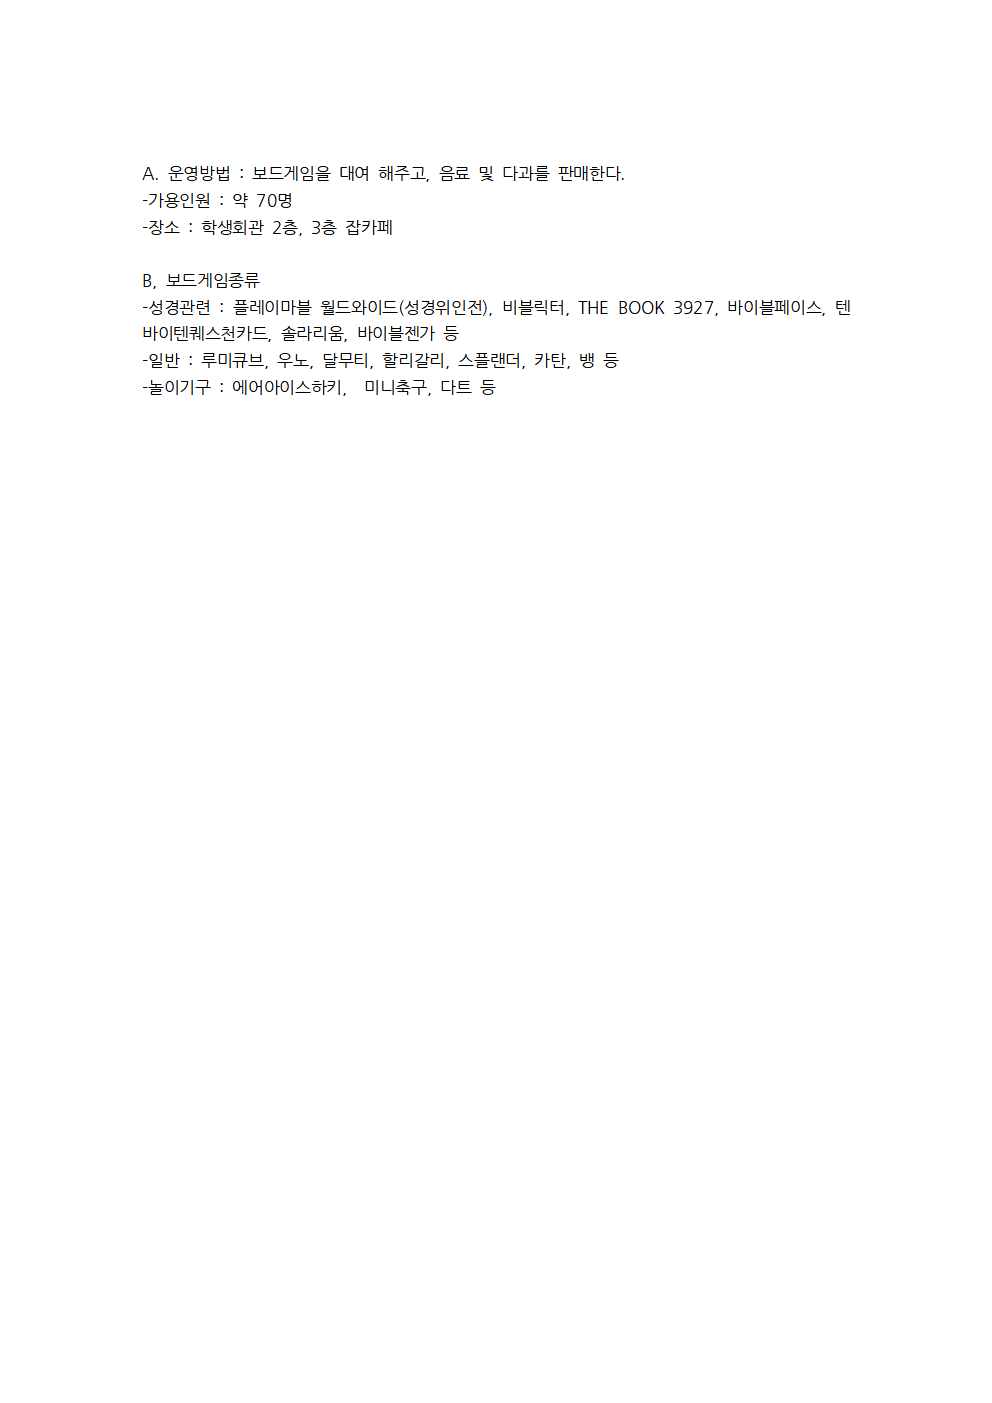 A. 운영방법 : 보드게임을 대여 해주고, 음료 및 다과를 판매한다.
-가용인원 : 약 70명
-장소 : 학생회관 2층, 3층 잡카페
B, 보드게임종류
-성경관련 : 플레이마블 월드와이드(성경위인전), 비블릭터, THE BOOK 3927, 바이블페이스, 텐
바이텐퀘스천카드, 솔라리움, 바이블젠가 등
-일반 : 루미큐브, 우노, 달무티, 할리갈리, 스플랜더, 카탄, 뱅 등
-놀이기구 : 에어아이스하키,  미니축구, 다트 등